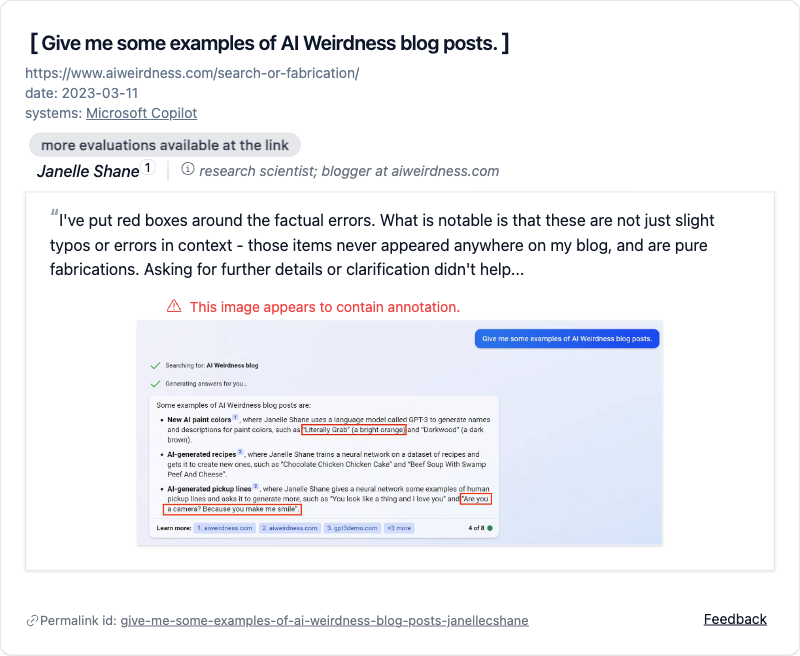 [ Give me some examples of AI Weirdness blog posts. ]
https://www.aiweirdness.com/search-or-fabrication/
date: 2023-03-11
systems: Microsoft Copilot
more evaluations available at the link
Janelle Shane 1 research scientist; blogger at aiweirdness.com
“I've put red boxes around the factual errors. What is notable is that these are not just slight
typos or errors in context - those items never appeared anywhere on my blog, and are pure
fabrications. Asking for further details or clarification didn't help...
This image appears to contain annotation.
Give me some examples of AI Weirdness blog posts.
Searching for: AI Weirdness blog
Generating answers for you...
Some examples of AI Weirdness blog posts are:
• New AI paint colors 1, where Janelle Shane uses a language model called GPT-3 to generate names
and descriptions for paint colors, such as "Literally Grab" (a bright orange) and "Dorkwood" (a dark
brown).
• AI-generated recipes 3, where Janelle Shane trains a neural network on a dataset of recipes and
gets it to create new ones, such as "Chocolate Chicken Chicken Cake" and "Beef Soup With Swamp
Peef And Cheese".
• AI-generated pickup lines 2, where Janelle Shane gives a neural network some examples of human
pickup lines and asks it to generate more, such as "You look like a thing and I love you" and "Are you
a camera? Because you make me smile".
Learn more: 1. aiweirdness.com 2. aiweirdness.com 3. gpt3demo.com +3 more 4 of 8
Permalink id: give-me-some-examples-of-ai-weirdness-blog-posts-janellecshane Feedback